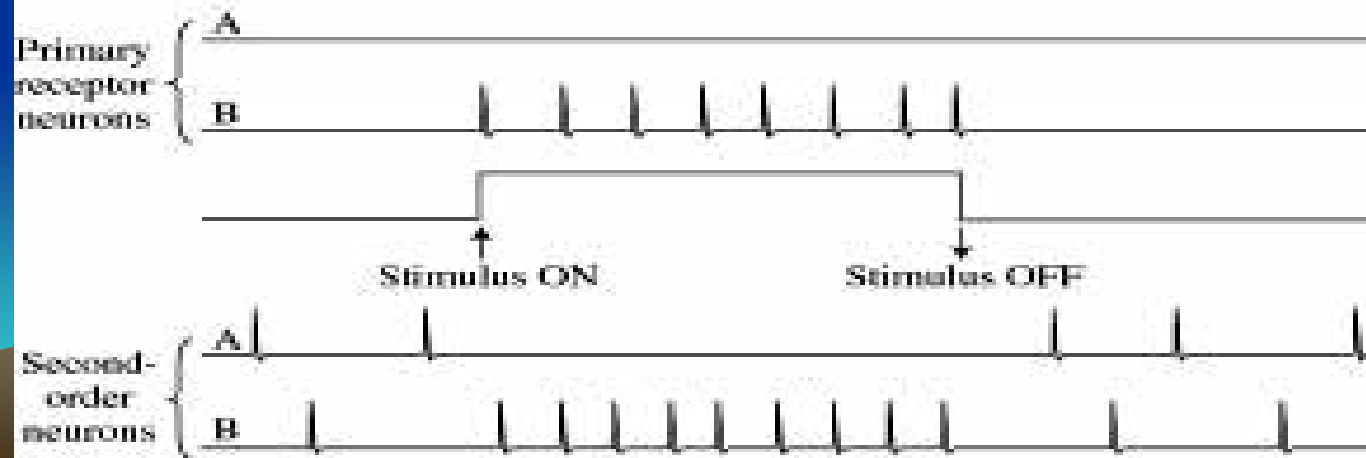 A
Primary
receptor
neurons
B
Stimulus ON
Stimulus OFF
A
Second-
order
neurons
B